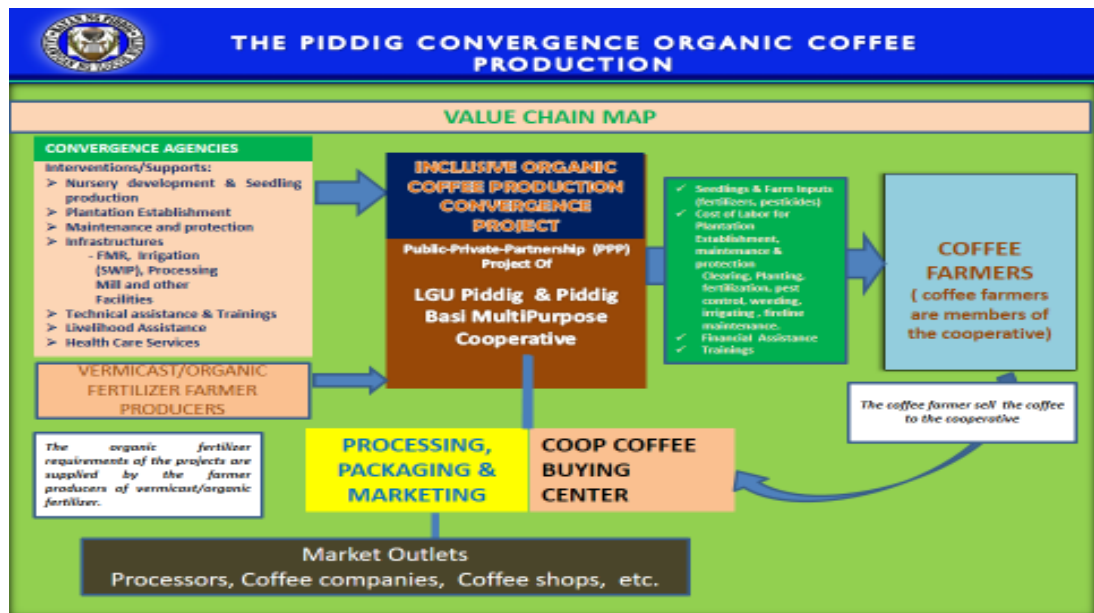 THE PIDDIG CONVERGENCE ORGANIC COFFEE
PRODUCTION
VALUE CHAIN MAP
CONVERGENCE AGENCIES
Interventions/Supports:
➢ Nursery development & Seedling
production
➢ Plantation Establishment
➢ Maintenance and protection
➢ Infrastructures
- FMR, Irrigation
(SWIP), Processing
Mill and other
Facilities
➢ Technical assistance & Trainings
➢ Livelihood Assistance
➢ Health Care Services
VERMICAST/ORGANIC
FERTILIZER FARMER
PRODUCERS
The organic fertilizer
requirements of the projects are
supplied by the farmer
producers of vermicast/organic
fertilizer.
INCLUSIVE ORGANIC
COFFEE PRODUCTION
CONVERGENCE
PROJECT
Public-Private-Partnership (PPP)
Project Of
LGU Piddig & Piddig
Basi MultiPurpose
Cooperative
✓ Seedlings & Farm Inputs
(fertilizers, pesticides)
✓ Cost of Labor for
Plantation
Establishment,
maintenance &
protection
Clearing, Planting,
fertilization, pest
control, weeding,
irrigating , fireline
maintenance.
✓ Financial Assistance
✓ Trainings
COFFEE
FARMERS
( coffee farmers
are members of
the cooperative)
The coffee farmer sell the coffee
to the cooperative
PROCESSING,
PACKAGING &
MARKETING
COOP COFFEE
BUYING
CENTER
Market Outlets
Processors, Coffee companies, Coffee shops, etc.